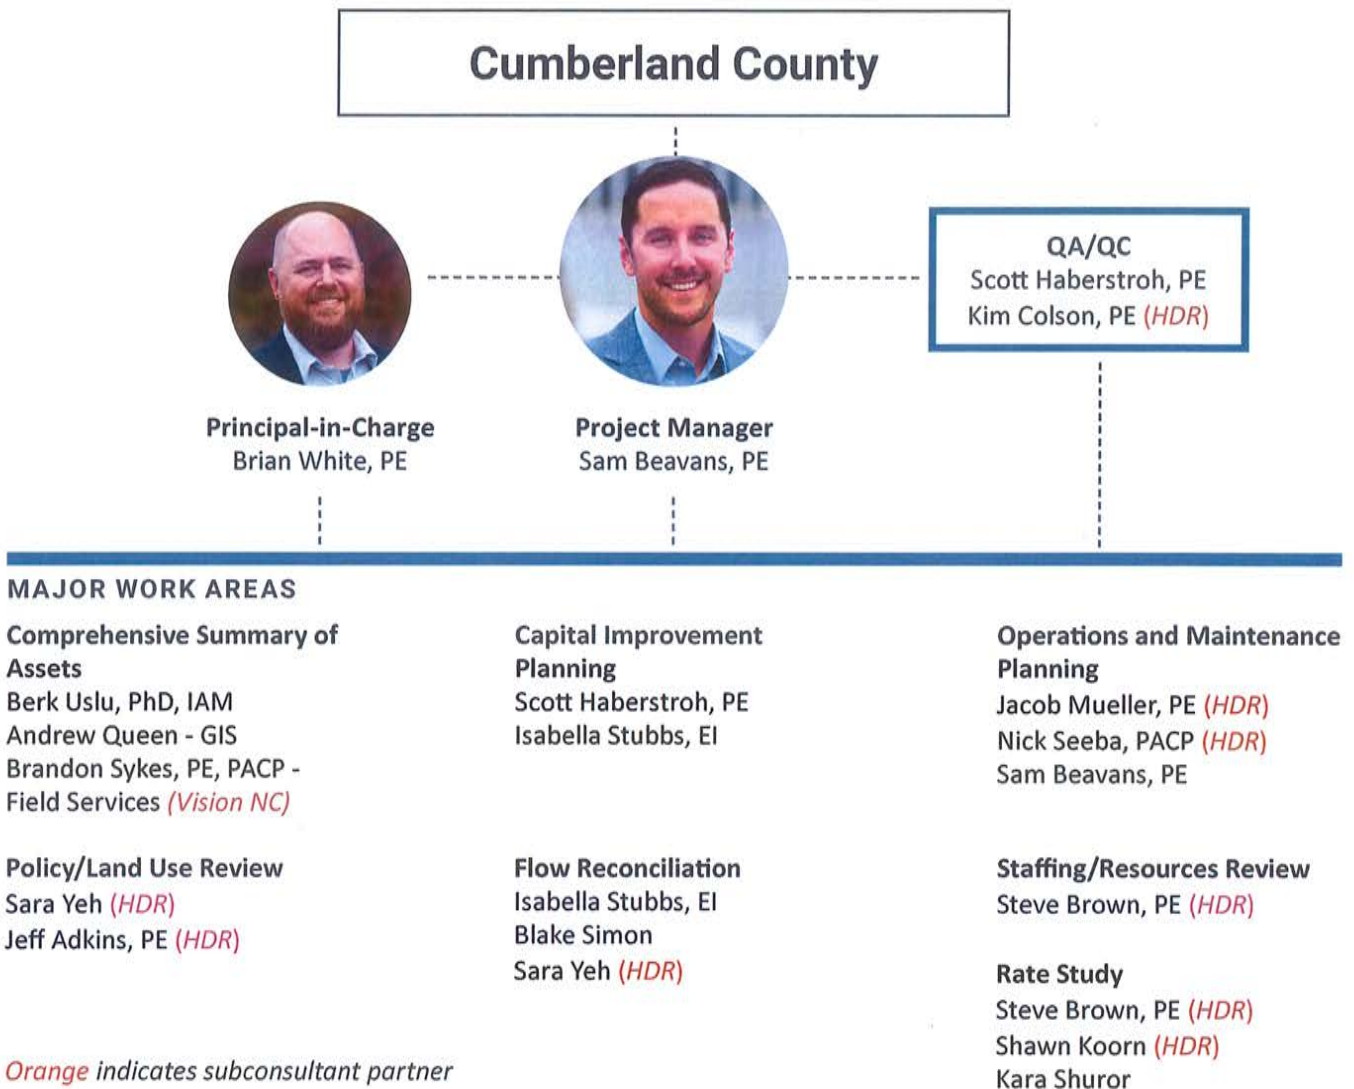 Cumberland County
QA/QC
Scott Haberstroh, PE
Kim Colson, PE (HDR)
Principal-in-Charge
Brian White, PE
Project Manager
Sam Beavans, PE
MAJOR WORK AREAS
Comprehensive Summary of
Assets
Berk Uslu, PhD, IAM
Andrew Queen - GIS
Brandon Sykes, PE, PACP -
Field Services (Vision NC)
Capital Improvement
Planning
Scott Haberstroh, PE
Isabella Stubbs, EI
Operations and Maintenance
Planning
Jacob Mueller, PE (HDR)
Nick Seeba, PACP (HDR)
Sam Beavans, PE
Policy/Land Use Review
Sara Yeh (HDR)
Jeff Adkins, PE (HDR)
Flow Reconciliation
Isabella Stubbs, EI
Blake Simon
Sara Yeh (HDR)
Staffing/Resources Review
Steve Brown, PE (HDR)
Rate Study
Steve Brown, PE (HDR)
Shawn Koorn (HDR)
Kara Shuror
Orange indicates subconsultant partner